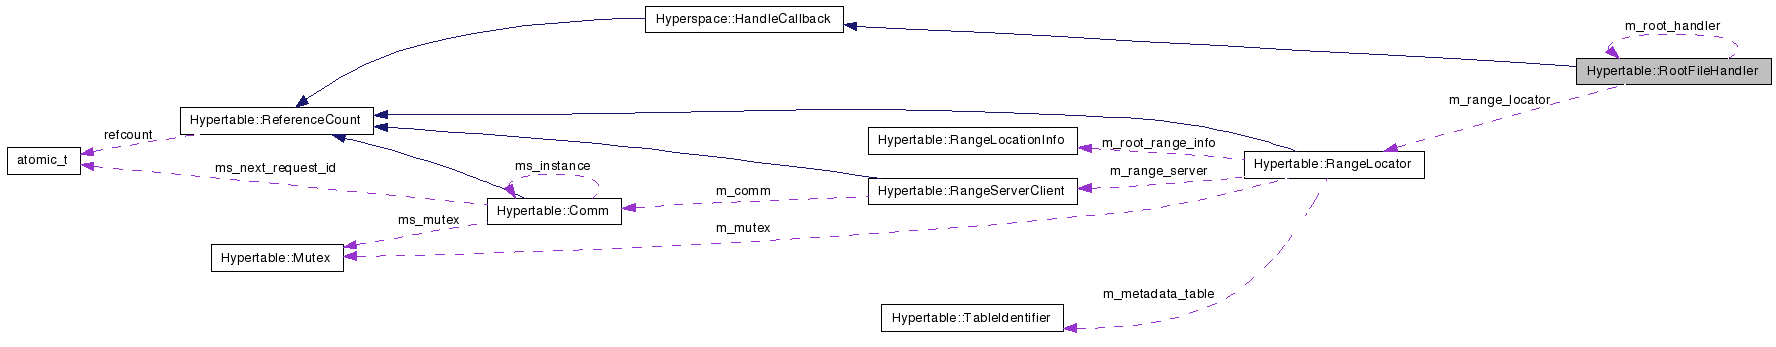 Hyperspace::HandleCallback
m_root_handler
Hypertable::RootFileHandler
m_range_locator
Hypertable::ReferenceCount
refcount
Hypertable::RangeLocationInfo
m_root_range_info
Hypertable::RangeLocator
atomic_t
ms_next_request_id
ms_instance
m_range_server
Hypertable::RangeServerClient
m_comm
Hypertable::Comm
ms_mutex
m_mutex
Hypertable::Mutex
m_metadata_table
Hypertable::TableIdentifier